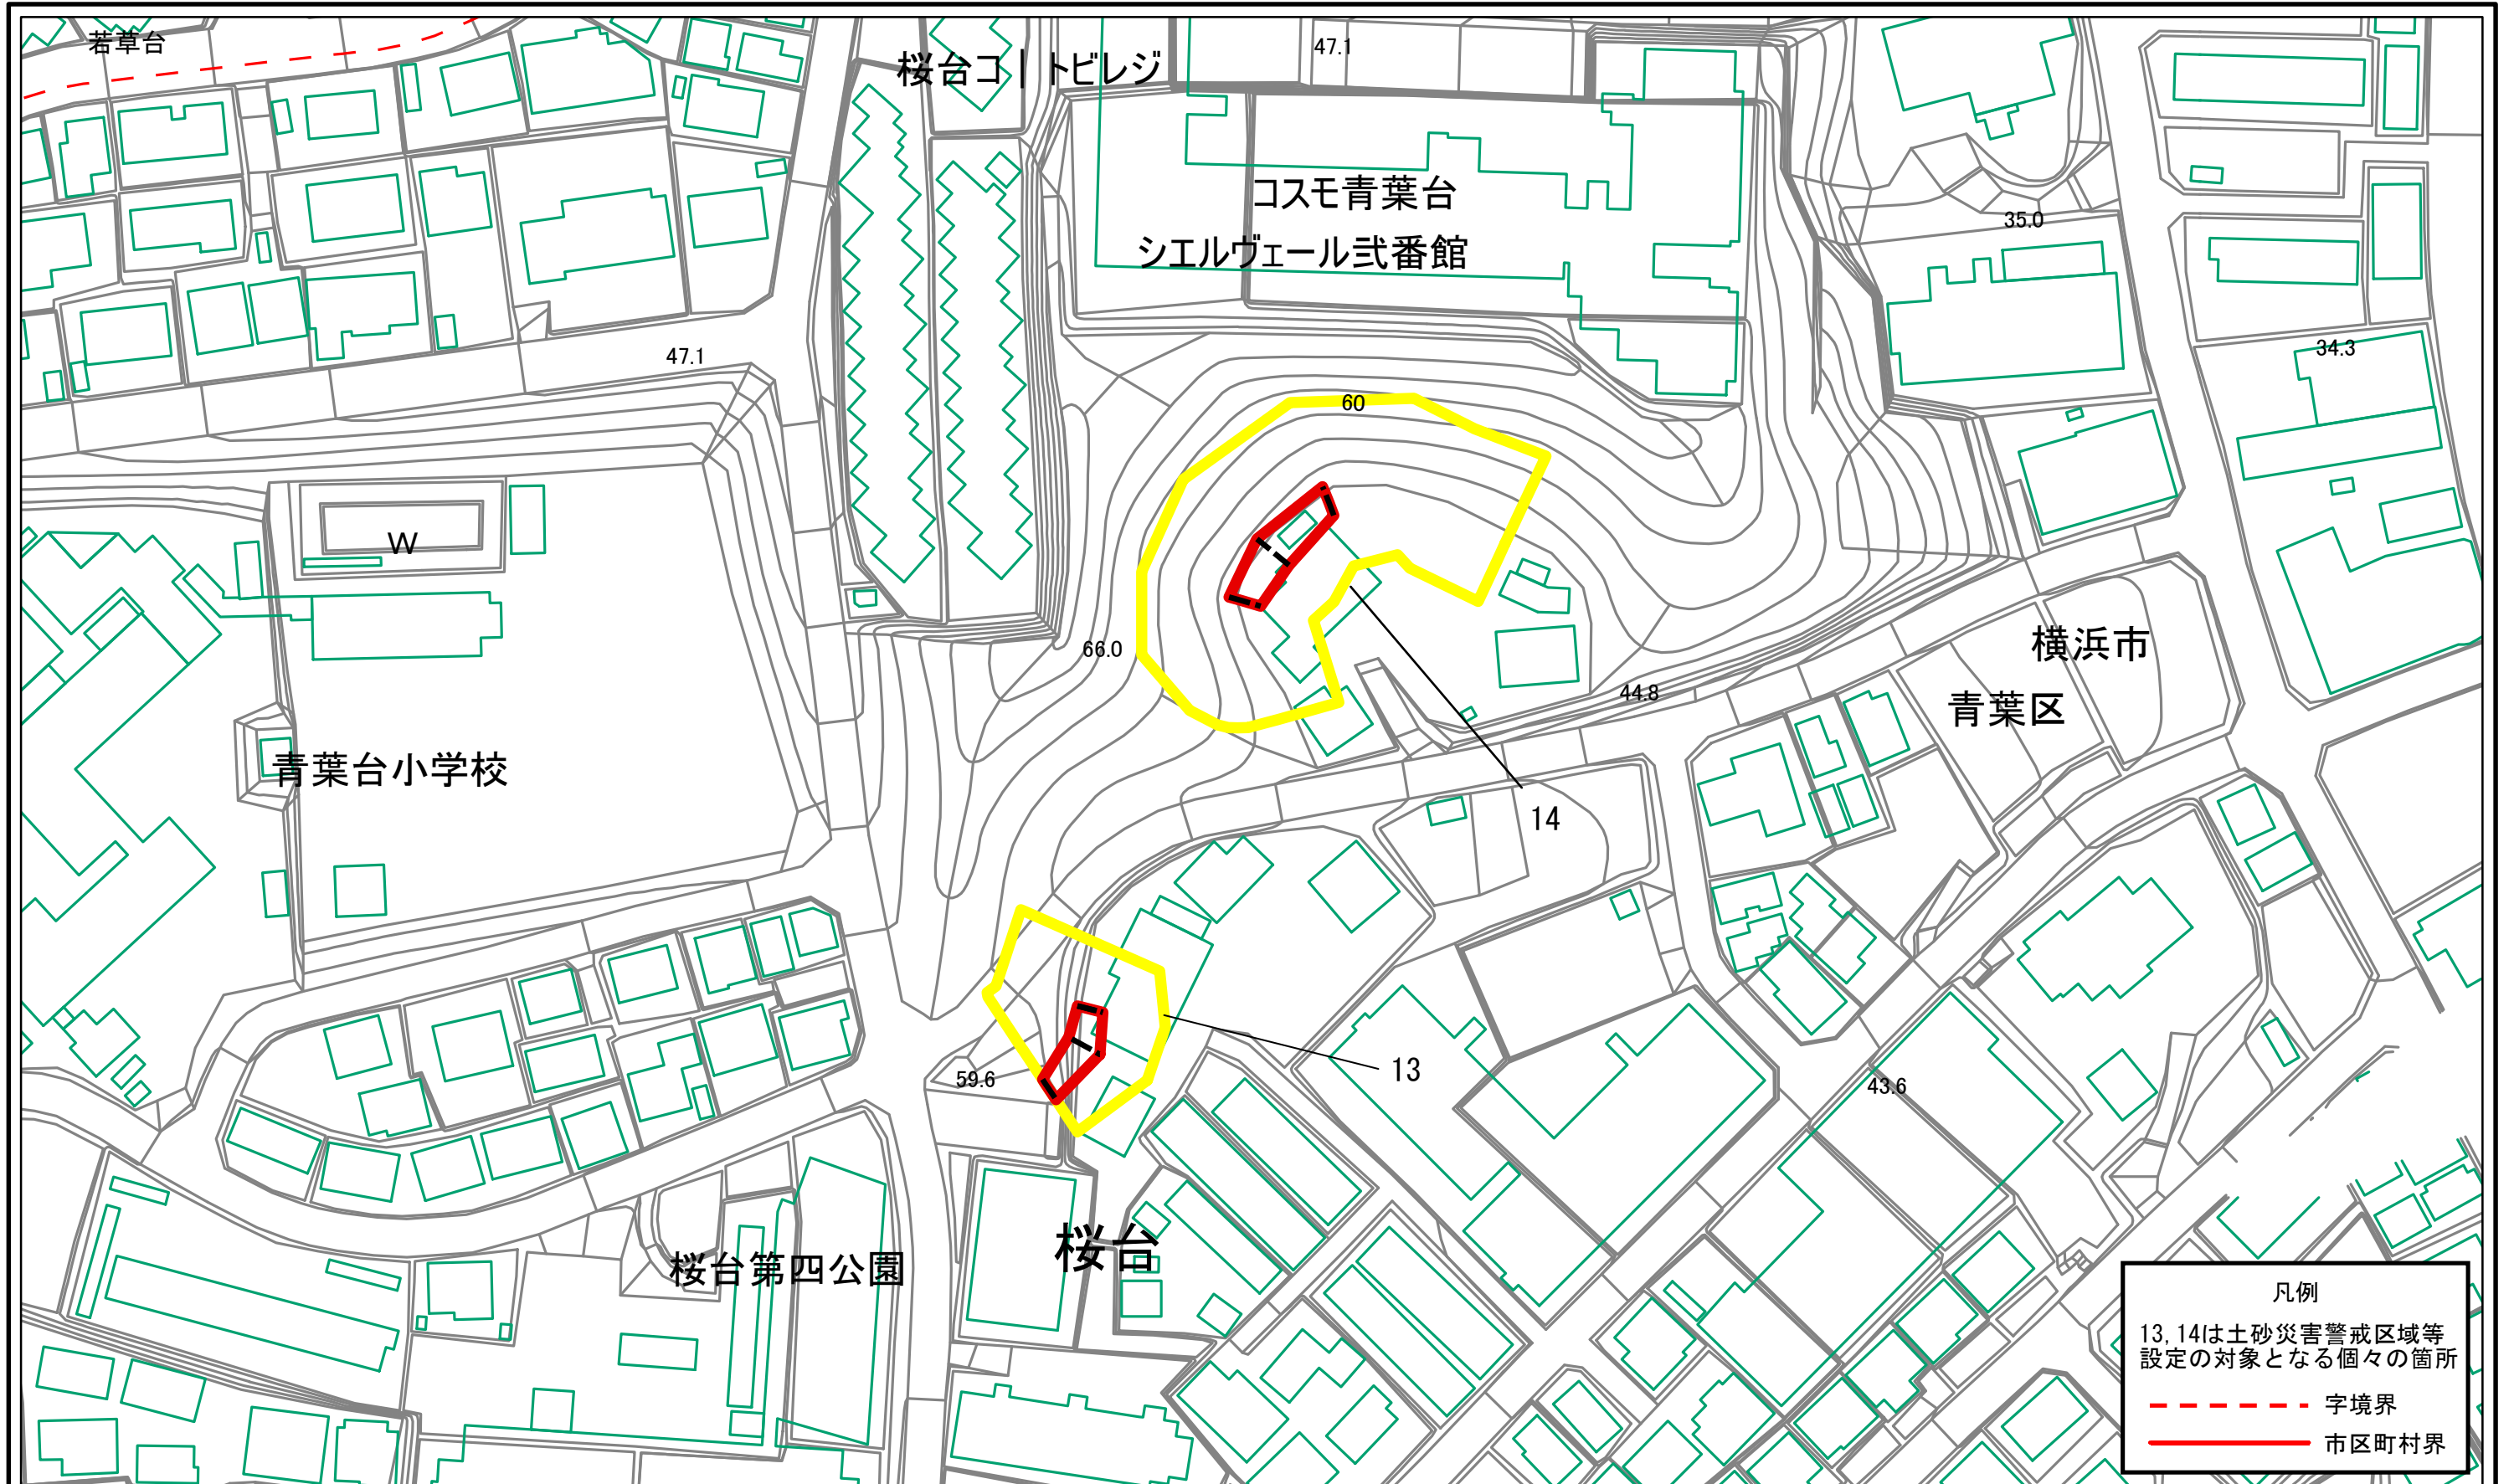 若草台
桜台コートビレジ
47.1
コスモ青葉台
シエルヴェール弐番館
35.0
34.3
47.1
60
W
66.0
横浜市
44.8
青葉区
青葉台小学校
14
13
59.6
43.6
桜台
桜台第四公園
凡例
13,14は土砂災害警戒区域等
設定の対象となる個々の箇所
字境界
市区町村界